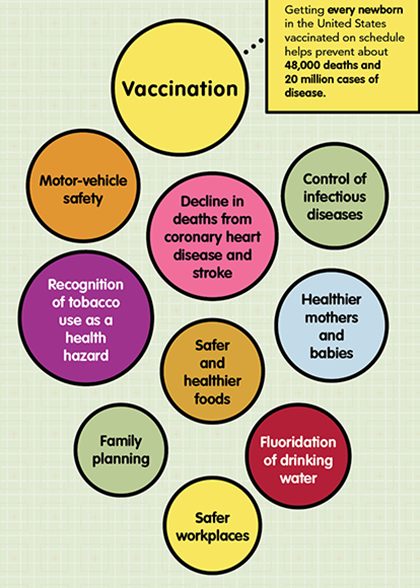 Getting every newborn
in the United States
vaccinated on schedule
helps prevent about
48,000 deaths and
20 million cases of
disease.
Vaccination
Motor-vehicle
safety
Decline in
deaths from
coronary heart
disease and
stroke
Control of
infectious
diseases
Recognition
of tobacco
use as a
health
hazard
Healthier
mothers
and
babies
Safer
and
healthier
foods
Family
planning
Fluoridation
of drinking
water
Safer
workplaces